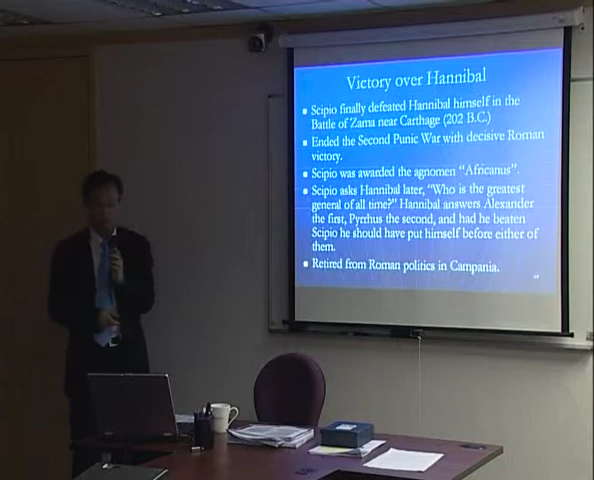 Victory over Hannibal
▪ Scipio finally defeated Hannibal himself in the
Battle of Zama near Carthage (202 B.C.)
▪ Ended the Second Punic War with decisive Roman
victory.
▪ Scipio was awarded the agnomen “Africanus”.
▪ Scipio asks Hannibal later, “Who is the greatest
general of all time?” Hannibal answers Alexander
the first, Pyrrhus the second, and had he beaten
Scipio he should have put himself before either of
them.
▪ Retired from Roman politics in Campania.